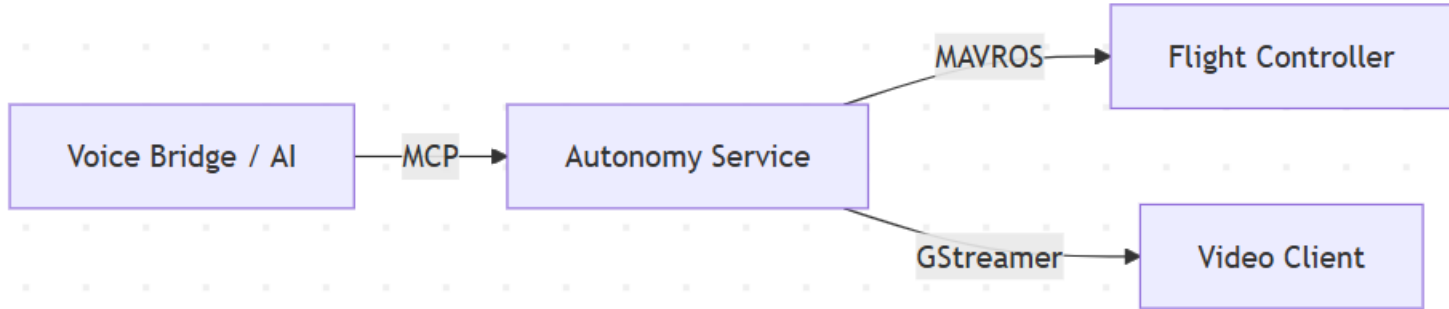 Voice Bridge / AI
MCP
Autonomy Service
MAVROS
Flight Controller
GStreamer
Video Client